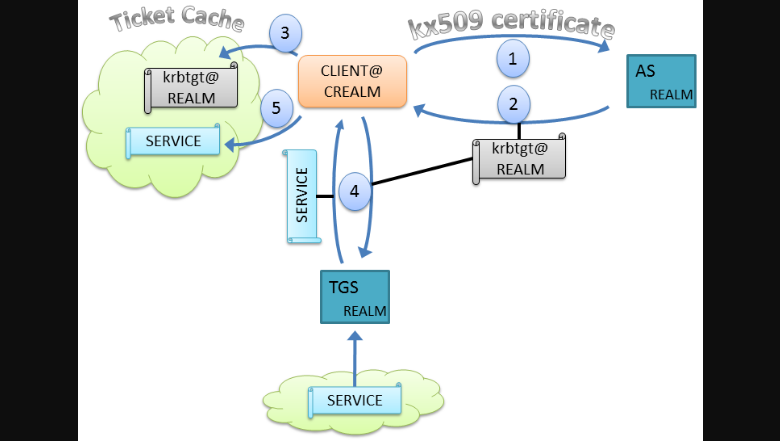 Ticket Cache
kx509 certificate
3
1
krbtgt@
REALM
CLIENT@
CREALM
AS
REALM
5
2
SERVICE
krbtgt@
REALM
SERVICE
4
TGS
REALM
SERVICE